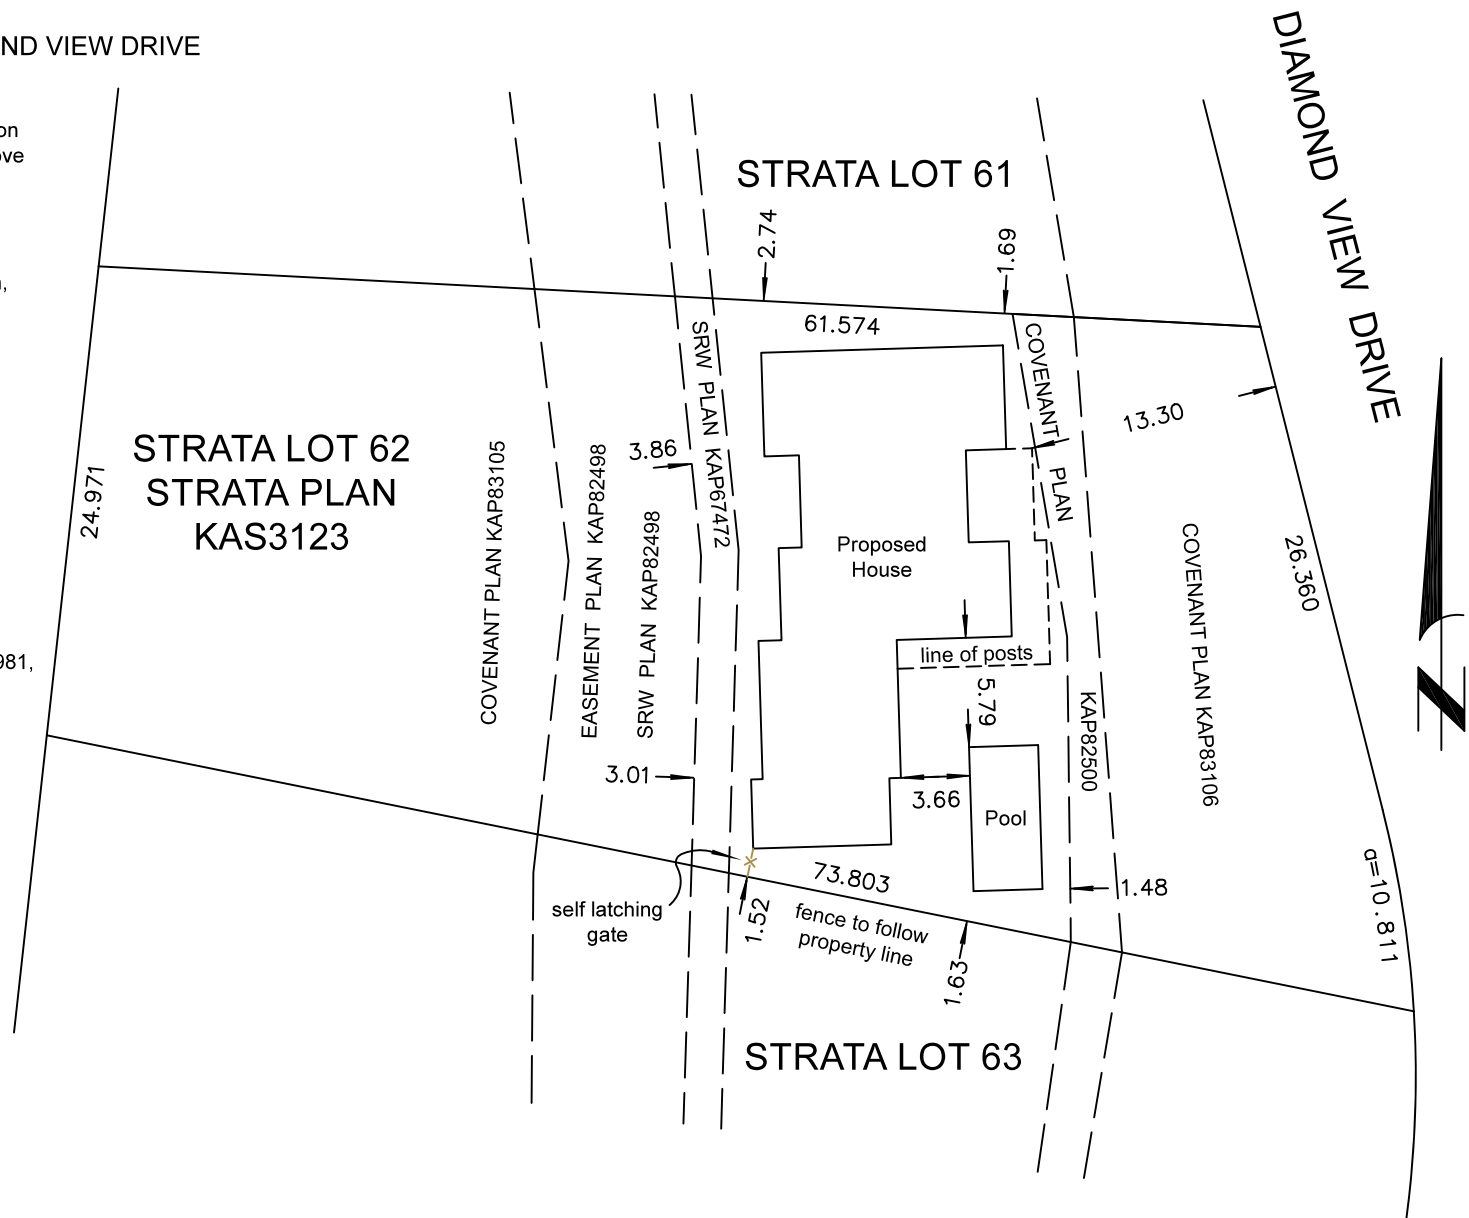 ND VIEW DRIVE
on
ove
DIAMOND VIEW DRIVE
STRATA LOT 61
2.74
1.69
61.574
SRW PLAN KAP67472
COVENANT PLAN KAP82500
13.30
STRATA LOT 62
STRATA PLAN
KAS3123
24.971
COVENANT PLAN KAP83105
EASEMENT PLAN KAP82498
SRW PLAN KAP82498
3.86
Proposed
House
26.360
COVENANT PLAN KAP83106
981,
line of posts
5.79
3.01
3.66
Pool
1.48
a=10.811
73.803
self latching
gate
1.52
fence to follow
property line
1.63
STRATA LOT 63